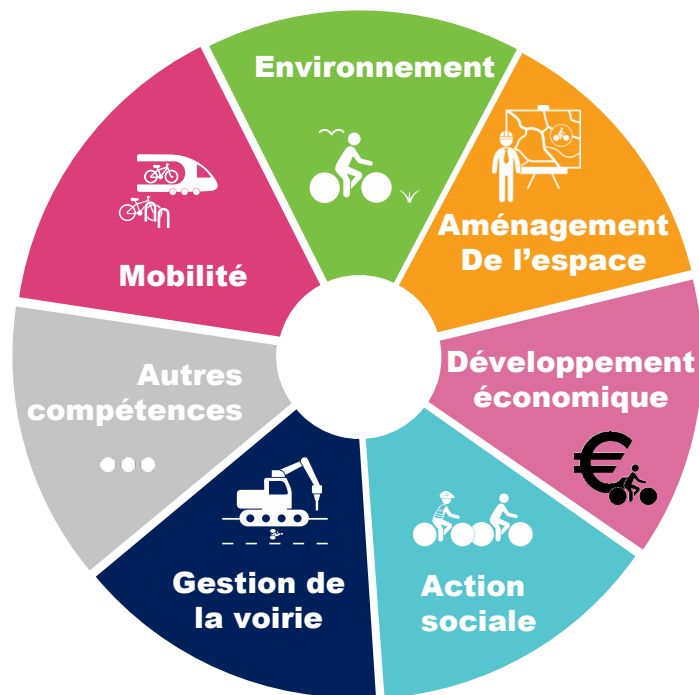 Environnement
Aménagement
De l'espace
Développement
économique
Action
sociale
Gestion de
la voirie
Autres
compétences
Mobilité